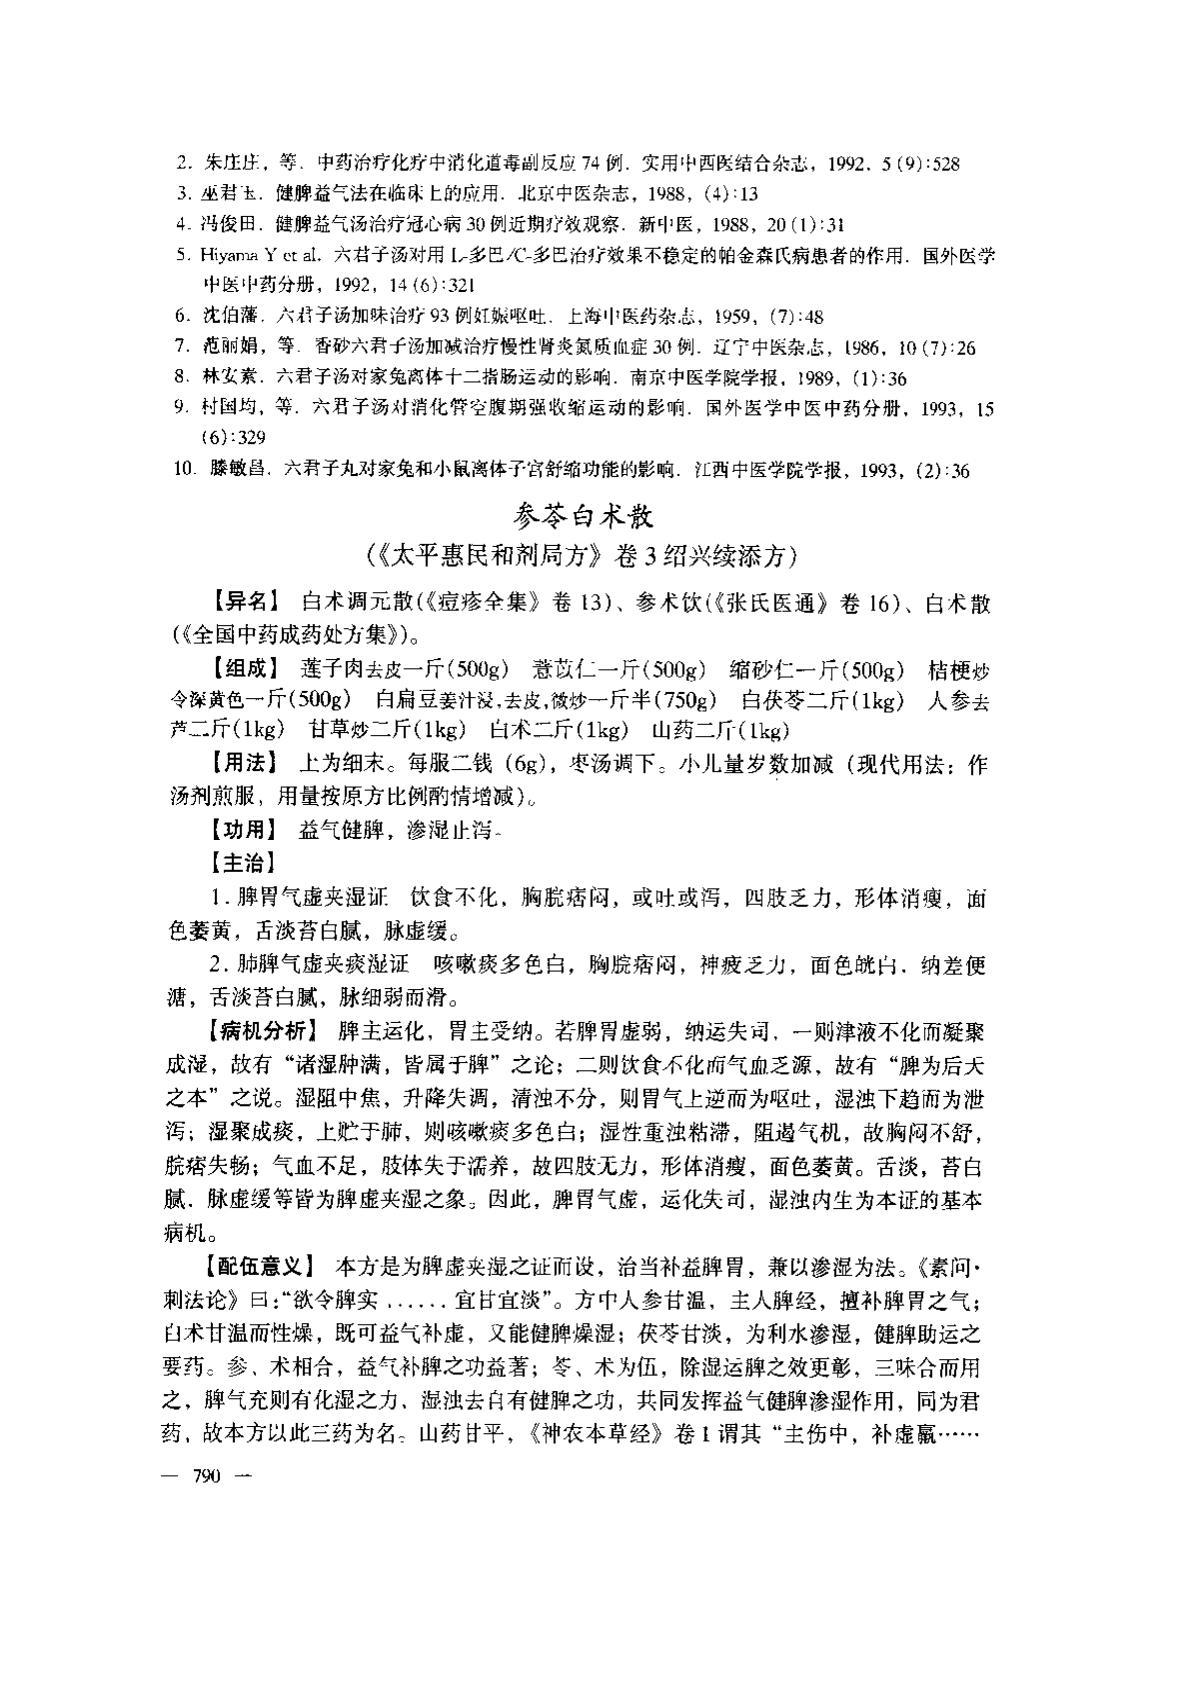 2. 朱庄庄，等. 中药治疗化疗中消化道毒副反应 74 例. 实用中西医结合杂志，1992，5 (9):528
3. 巫君玉. 健脾益气法在临床上的应用. 北京中医杂志，1988，(4):13
4. 冯俊田. 健脾益气汤治疗冠心病 30 例近期疗效观察. 新中医，1988，20 (1):31
5. Hiyama Y et al. 六君子汤对用 L-多巴/C-多巴治疗效果不稳定的帕金森氏病患者的作用. 国外医学
中医中药分册，1992，14 (6):321
6. 沈伯藩. 六君子汤加味治疗 93 例妊娠呕吐. 上海中医药杂志，1959，(7):48
7. 范丽娟，等. 香砂六君子汤加减治疗慢性肾炎氮质血症 30 例. 辽宁中医杂志，1986，10 (7):26
8. 林安素. 六君子汤对家兔离体十二指肠运动的影响. 南京中医学院学报，1989，(1):36
9. 村国均，等. 六君子汤对消化管空腹期强收缩运动的影响. 国外医学中医中药分册，1993，15
(6):329
10. 滕敏昌. 六君子丸对家兔和小鼠离体子宫舒缩功能的影响. 江西中医学院学报，1993，(2):36
参苓白术散
(《太平惠民和剂局方》卷 3 绍兴续添方)
【异名】 白术调元散(《痘疹全集》卷 13)、参术饮(《张氏医通》卷 16)、白术散
(《全国中药成药处方集》)。
【组成】 莲子肉去皮一斤(500g) 薏苡仁一斤(500g) 缩砂仁一斤(500g) 桔梗炒
令深黄色一斤(500g) 白扁豆姜汁浸,去皮,微炒一斤半(750g) 白茯苓二斤(1kg) 人参去
芦二斤(1kg) 甘草炒二斤(1kg) 白术二斤(1kg) 山药二斤(1kg)
【用法】 上为细末。每服二钱 (6g)，枣汤调下。小儿量岁数加减 (现代用法：作
汤剂煎服，用量按原方比例酌情增减)。
【功用】 益气健脾，渗湿止泻。
【主治】
1. 脾胃气虚夹湿证 饮食不化，胸脘痞闷，或吐或泻，四肢乏力，形体消瘦，面
色萎黄，舌淡苔白腻，脉虚缓。
2. 肺脾气虚夹痰湿证 咳嗽痰多色白，胸脘痞闷，神疲乏力，面色㿠白．纳差便
溏，舌淡苔白腻，脉细弱而滑。
【病机分析】 脾主运化，胃主受纳。若脾胃虚弱，纳运失司，一则津液不化而凝聚
成湿，故有“诸湿肿满，皆属于脾”之论；二则饮食不化而气血乏源，故有“脾为后天
之本”之说。湿阻中焦，升降失调，清浊不分，则胃气上逆而为呕吐，湿浊下趋而为泄
泻；湿聚成痰，上贮于肺，则咳嗽痰多色白；湿性重浊粘滞，阻遏气机，故胸闷不舒，
脘痞失畅；气血不足，肢体失于濡养，故四肢无力，形体消瘦，面色萎黄。舌淡，苔白
腻．脉虚缓等皆为脾虚夹湿之象。因此，脾胃气虚，运化失司，湿浊内生为本证的基本
病机。
【配伍意义】 本方是为脾虚夹湿之证而设，治当补益脾胃，兼以渗湿为法。《素问·
刺法论》曰:“欲令脾实 ...... 宜甘宜淡”。方中人参甘温，主入脾经，擅补脾胃之气；
白术甘温而性燥，既可益气补虚，又能健脾燥湿；茯苓甘淡，为利水渗湿，健脾助运之
要药。参、术相合，益气补脾之功益著；苓、术为伍，除湿运脾之效更彰，三味合而用
之，脾气充则有化湿之力，湿浊去自有健脾之功，共同发挥益气健脾渗湿作用，同为君
药，故本方以此三药为名。山药甘平，《神农本草经》卷 1 谓其“主伤中，补虚羸……
— 790 —